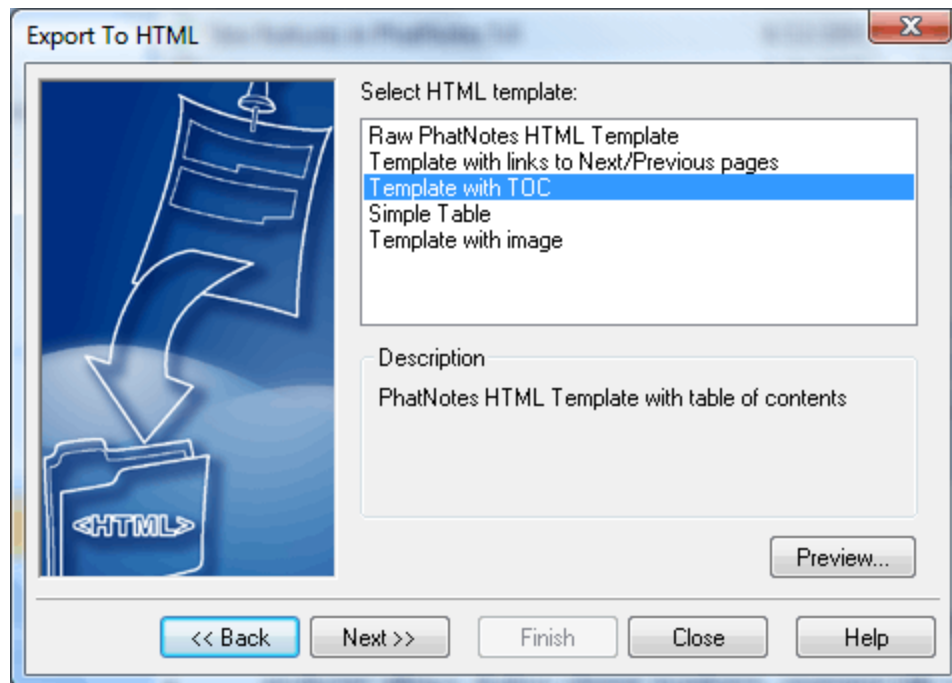 Export To HTML
Select HTML template:
Raw PhatNotes HTML Template
Template with links to Next/Previous pages
Template with TOC
Simple Table
Template with image
Description
PhatNotes HTML Template with table of contents
<HTML>
Preview...
<< Back
Next >>
Finish
Close
Help